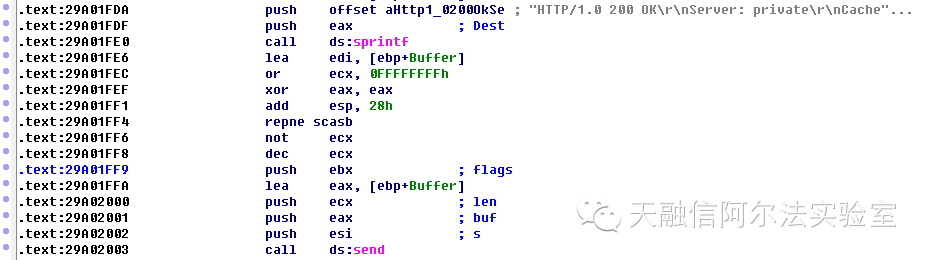 .text:29A01FDA push offset aHttp1_0200OkSe ; "HTTP/1.0 200 OK\r\nServer: private\r\nCache"...
.text:29A01FDF push eax ; Dest
.text:29A01FE0 call ds:sprintf
.text:29A01FE6 lea edi, [ebp+Buffer]
.text:29A01FEC or ecx, 0FFFFFFFFh
.text:29A01FEF xor eax, eax
.text:29A01FF1 add esp, 28h
.text:29A01FF4 repne scasb
.text:29A01FF6 not ecx
.text:29A01FF8 dec ecx
.text:29A01FF9 push ebx ; flags
.text:29A01FFA lea eax, [ebp+Buffer]
.text:29A02000 push ecx ; len
.text:29A02001 push eax ; buf
.text:29A02002 push esi ; s
.text:29A02003 call ds:send
天融信阿尔法实验室